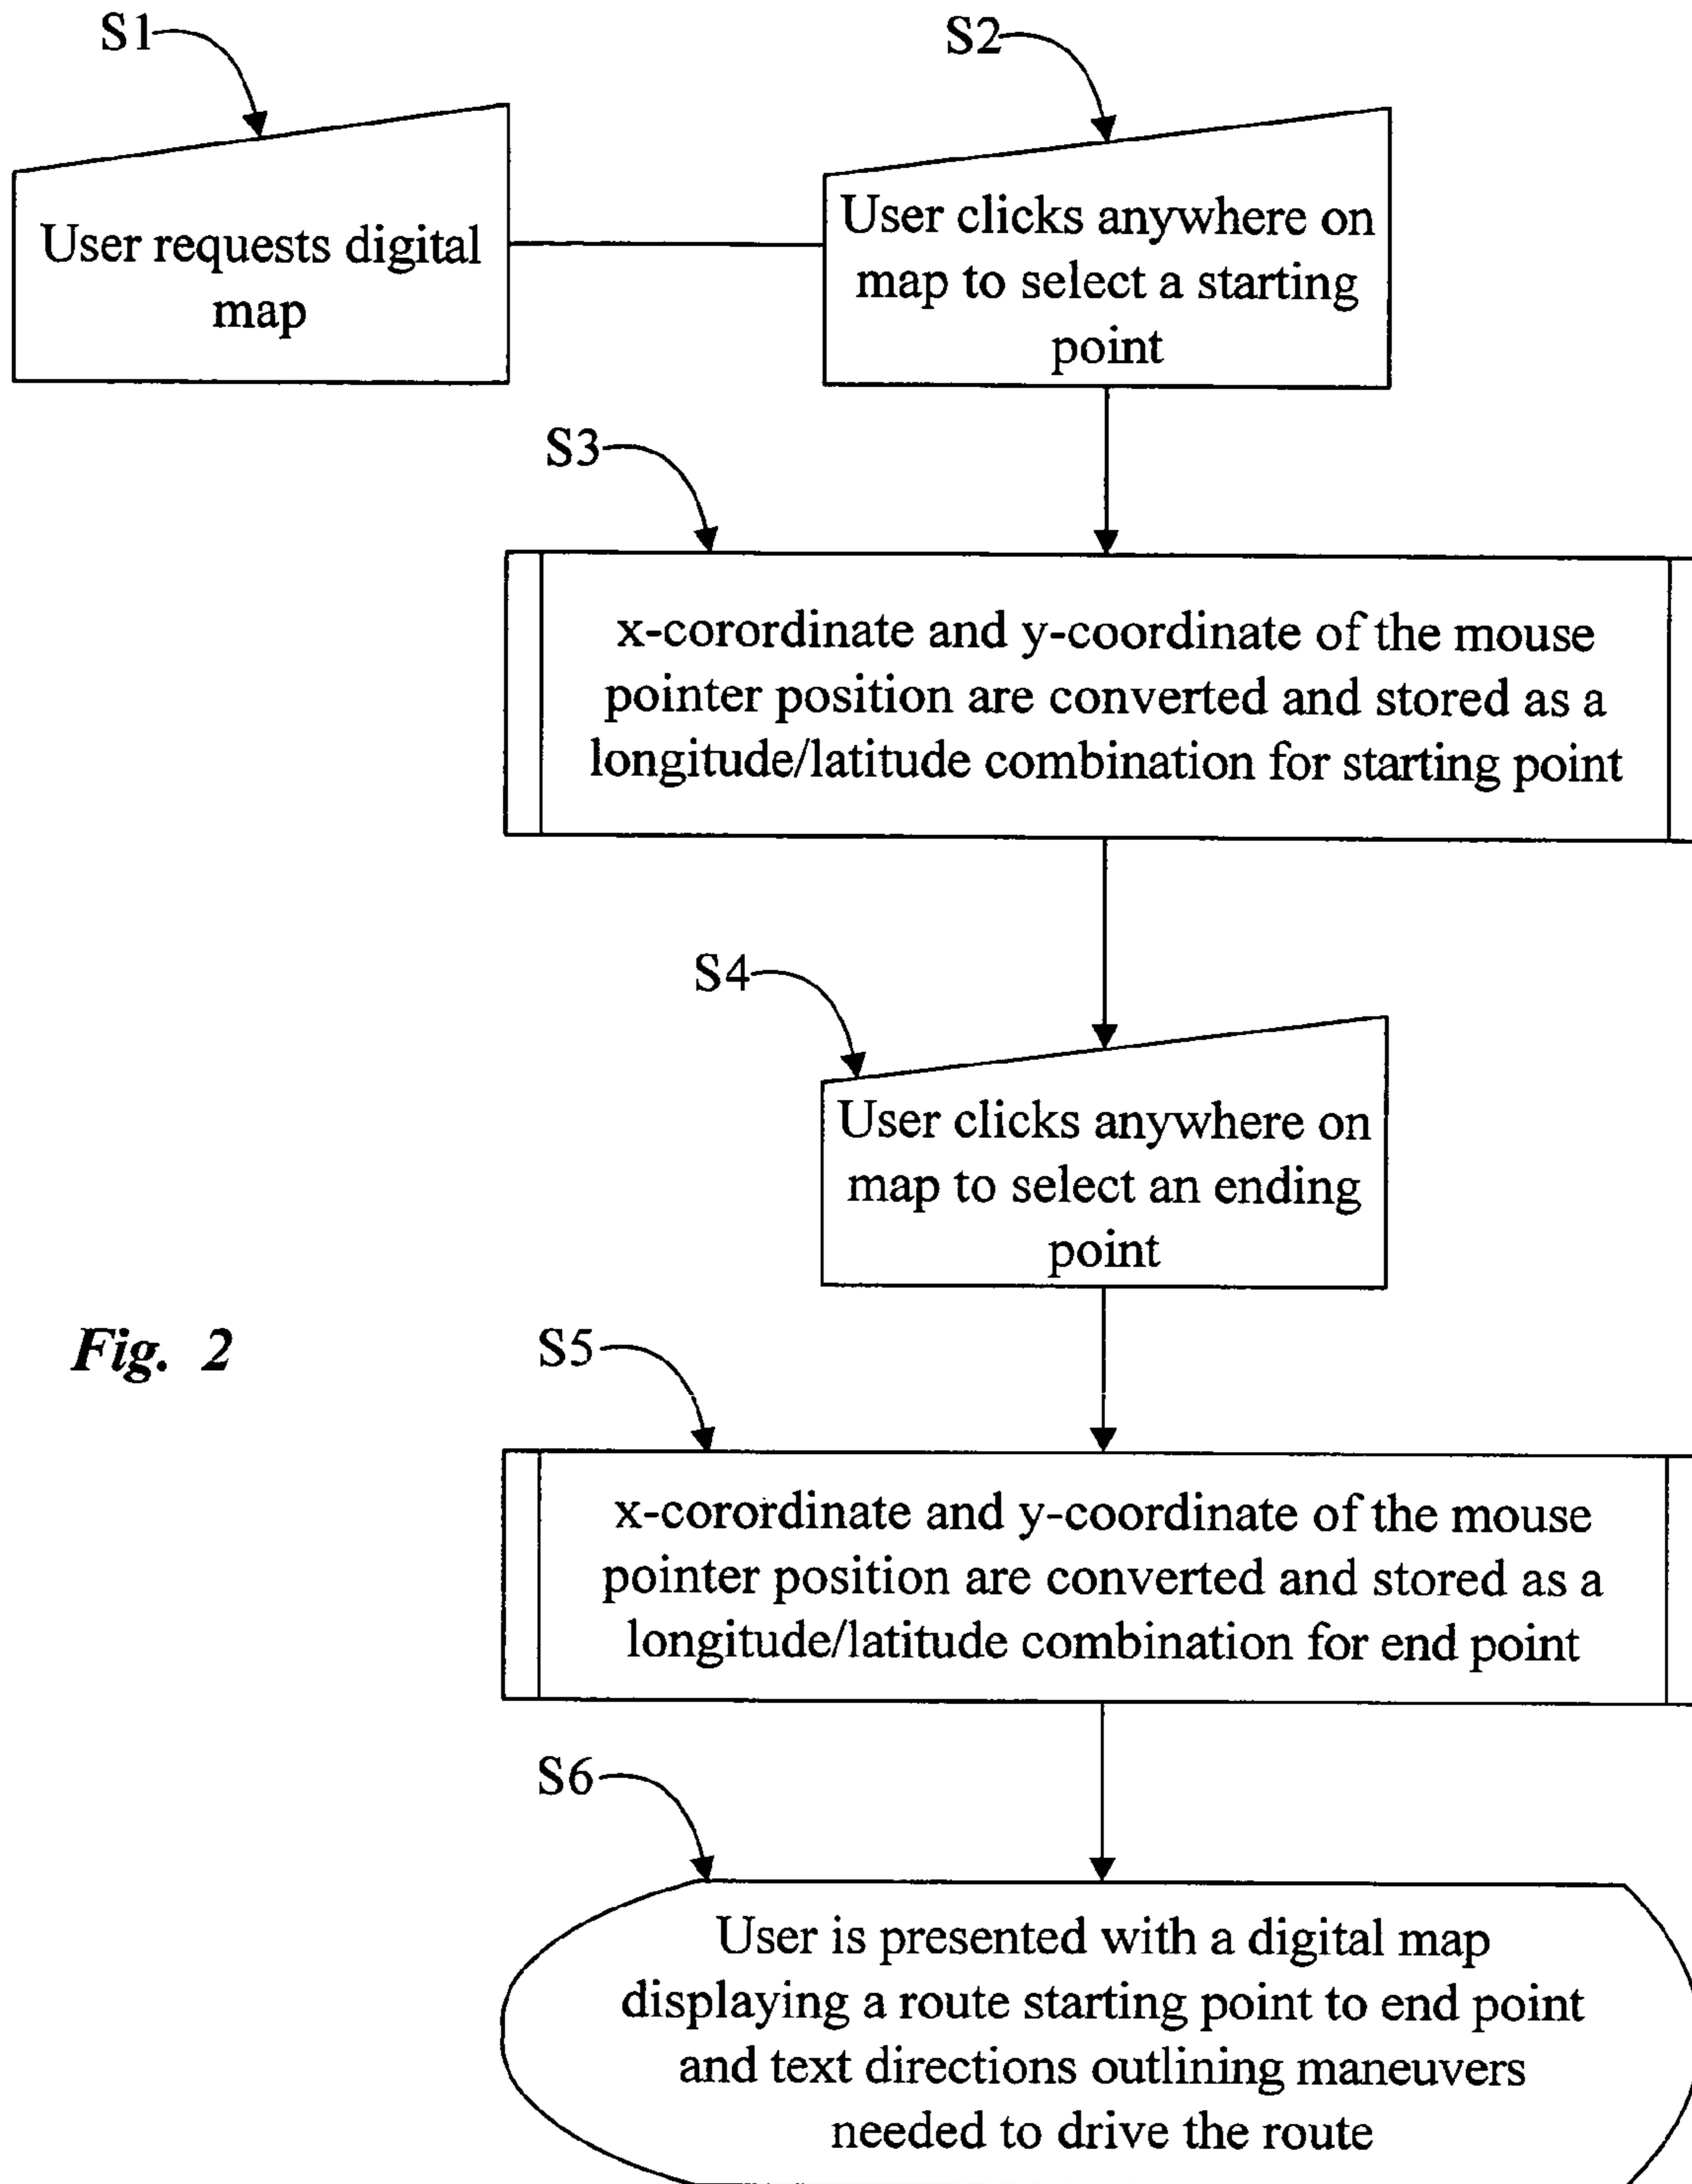 S1
S2
User requests digital
map
User clicks anywhere on
map to select a starting
point
S3
x-corordinate and y-coordinate of the mouse
pointer position are converted and stored as a
longitude/latitude combination for starting point
S4
User clicks anywhere on
map to select an ending
point
Fig. 2
S5
x-corordinate and y-coordinate of the mouse
pointer position are converted and stored as a
longitude/latitude combination for end point
S6
User is presented with a digital map
displaying a route starting point to end point
and text directions outlining maneuvers
needed to drive the route